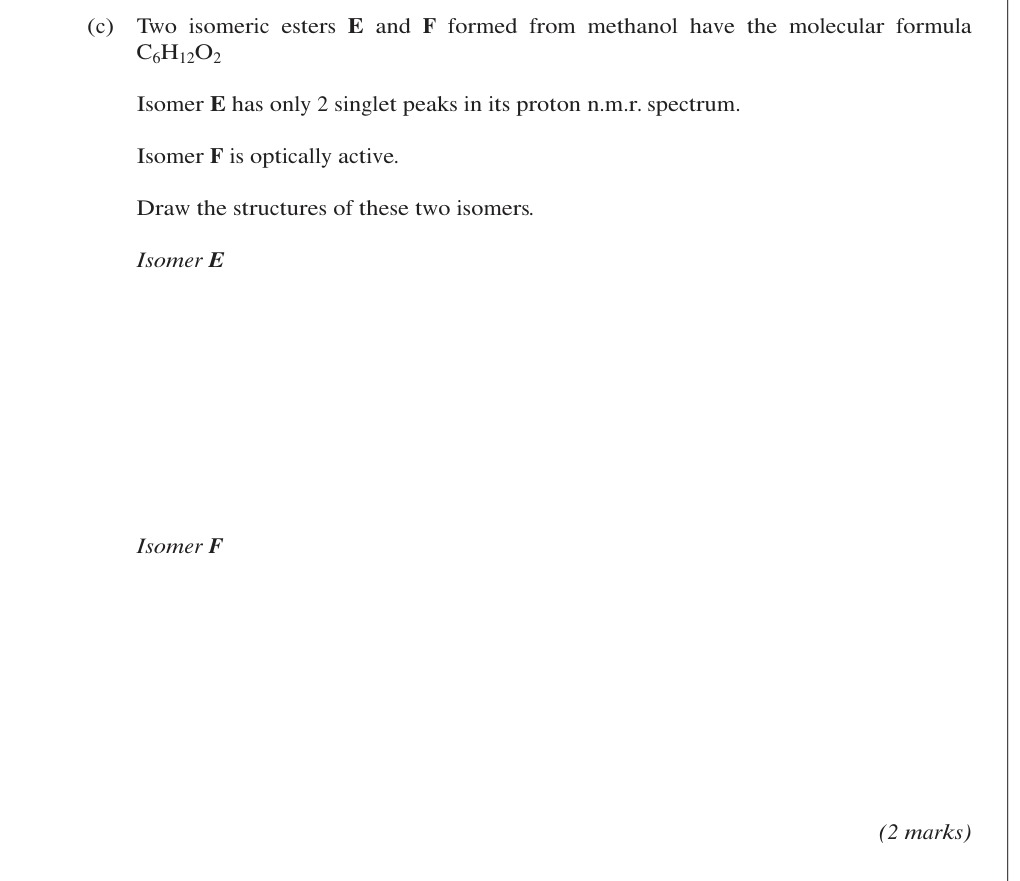 (c) Two isomeric esters E and F formed from methanol have the molecular formula
C₆H₁₂O₂
Isomer E has only 2 singlet peaks in its proton n.m.r. spectrum.
Isomer F is optically active.
Draw the structures of these two isomers.
Isomer E
Isomer F
(2 marks)